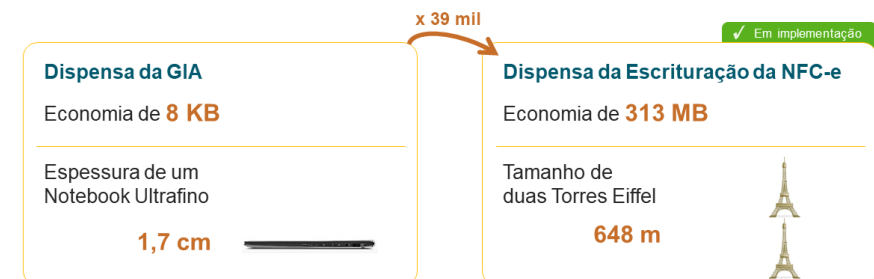 x 39 mil
✓ Em implementação
Dispensa da GIA
Economia de 8 KB
Espessura de um
Notebook Ultrafino
1,7 cm
Dispensa da Escrituração da NFC-e
Economia de 313 MB
Tamanho de
duas Torres Eiffel
648 m